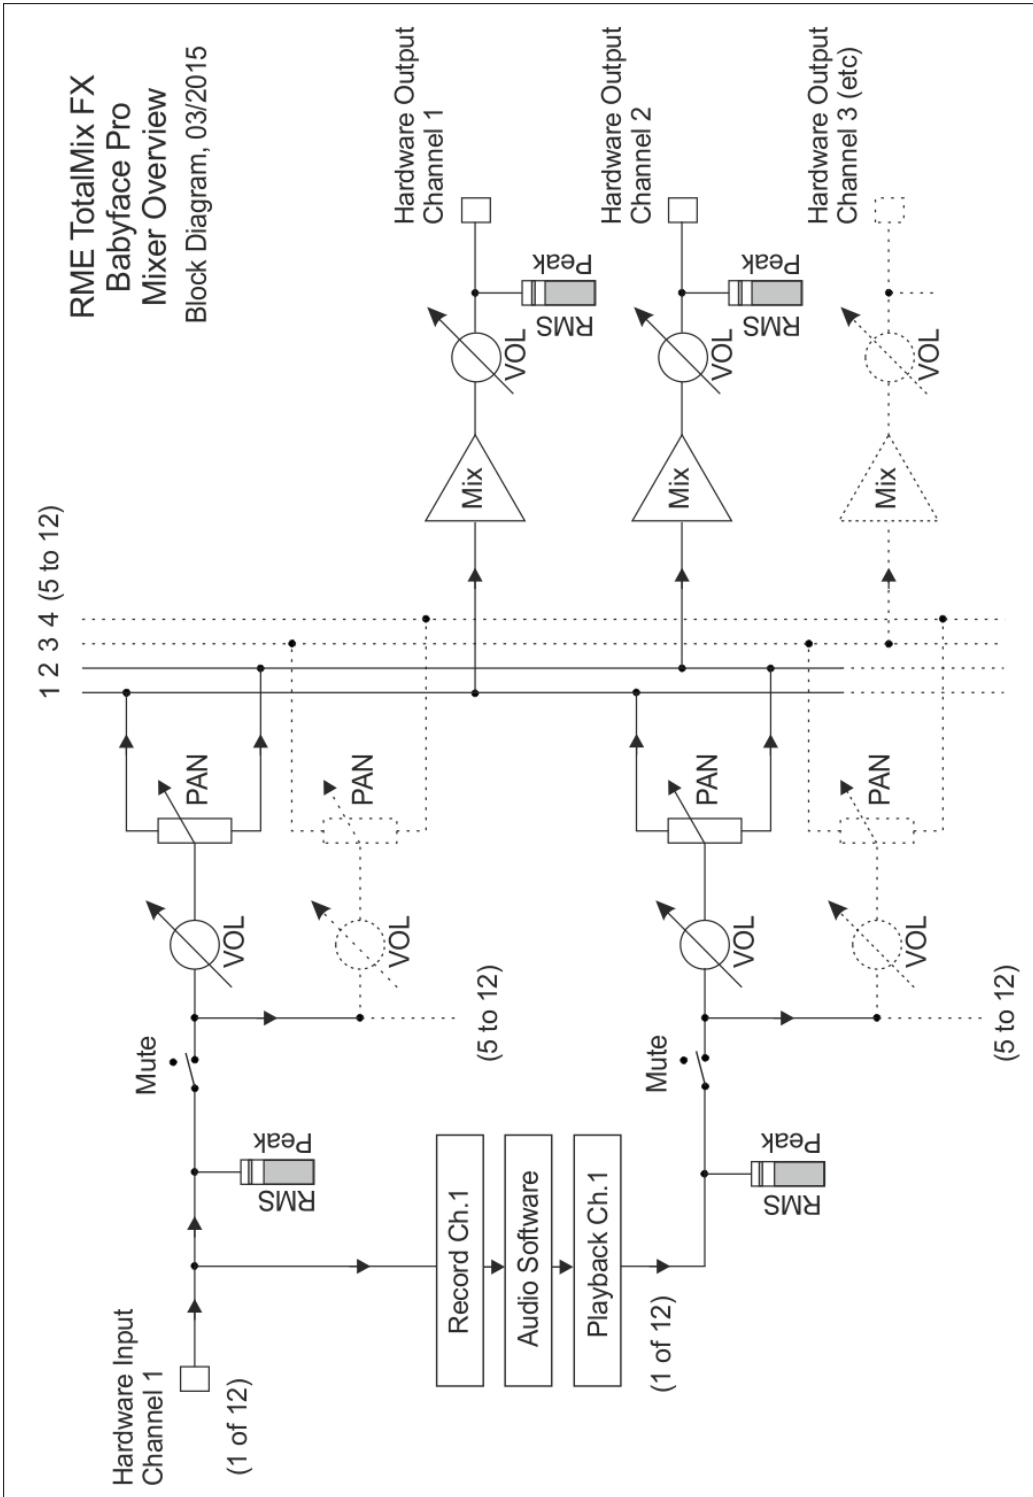 RME TotalMix FX
Babyface Pro
Mixer Overview
Block Diagram, 03/2015
Hardware Input
Channel 1
(1 of 12)
RMS
Peak
Mute
VOL
PAN
VOL
PAN
(5 to 12)
1 2 3 4 (5 to 12)
Record Ch.1
Audio Software
Playback Ch.1
(1 of 12)
RMS
Peak
Mute
VOL
PAN
VOL
PAN
(5 to 12)
Mix
VOL
RMS
Peak
Hardware Output
Channel 1
Mix
VOL
RMS
Peak
Hardware Output
Channel 2
Mix
VOL
Hardware Output
Channel 3 (etc)